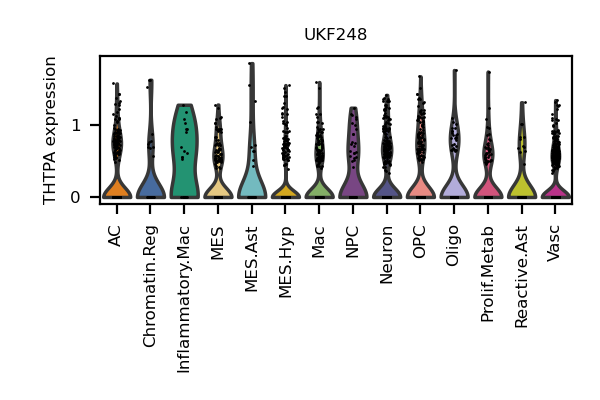 UKF248
THTPA expression
1
0
AC
Chromatin.Reg
Inflammatory.Mac
MES
MES.Ast
MES.Hyp
Mac
NPC
Neuron
OPC
Oligo
Prolif.Metab
Reactive.Ast
Vasc